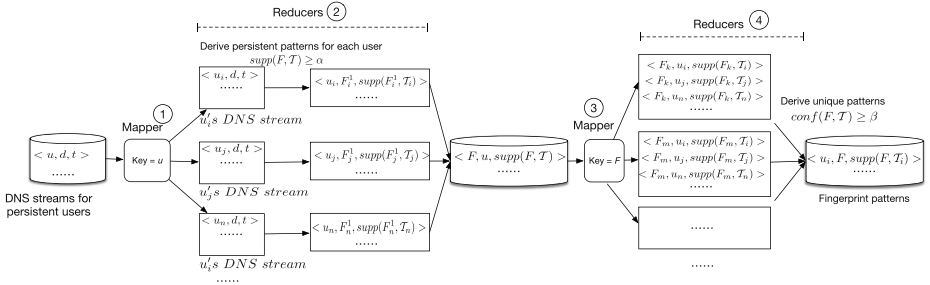 Reducers 2
Reducers 4
Derive persistent patterns for each user
supp(F, T) ≥ α
1
Mapper
Key = u
< u, d, t >
......
DNS streams for
persistent users
< u_i, d, t >
......
u'_i s DNS stream
< u_j, d, t >
......
u'_j s DNS stream
< u_n, d, t >
......
u'_i s DNS stream
......
< u_i, F_i^1, supp(F_i^1, T_i) >
......
< u_j, F_j^1, supp(F_j^1, T_j) >
......
< u_n, F_n^1, supp(F_n^1, T_n) >
......
< F, u, supp(F, T) >
......
3
Mapper
Key = F
< F_k, u_i, supp(F_k, T_i) >
< F_k, u_j, supp(F_k, T_j) >
< F_k, u_n, supp(F_k, T_n) >
......
< F_m, u_i, supp(F_m, T_i) >
< F_m, u_j, supp(F_m, T_j) >
< F_m, u_n, supp(F_m, T_n) >
......
......
......
Derive unique patterns
conf(F, T) ≥ β
< u_i, F, supp(F, T_i) >
......
Fingerprint patterns